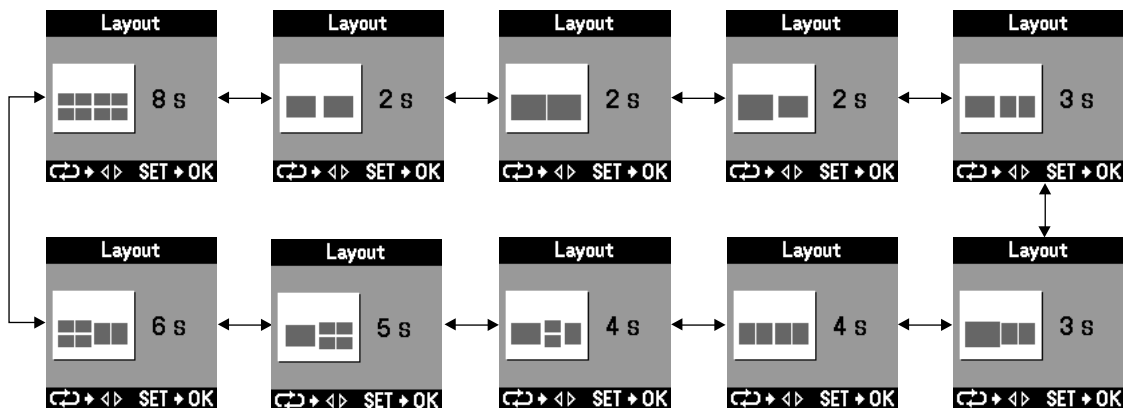 Layout
8 s
SET → OK
Layout
2 s
SET → OK
Layout
2 s
SET → OK
Layout
2 s
SET → OK
Layout
3 s
SET → OK
Layout
6 s
SET → OK
Layout
5 s
SET → OK
Layout
4 s
SET → OK
Layout
4 s
SET → OK
Layout
3 s
SET → OK